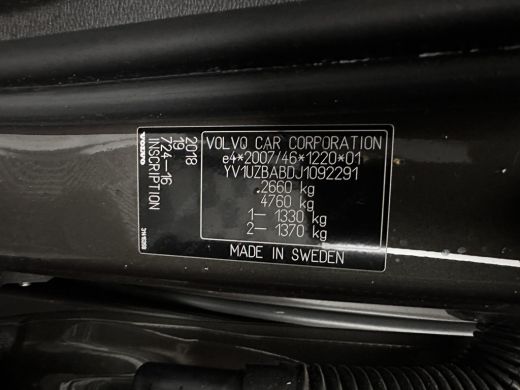 VOLVO CAR CORPORATION
e4*2007/46*1220*01
YV1UZBABDJ1092291
2660 kg
4760 kg
1- 1330 kg
2- 1370 kg
MADE IN SWEDEN
2018
19
724-16
INSCRIPTION
VOLVO